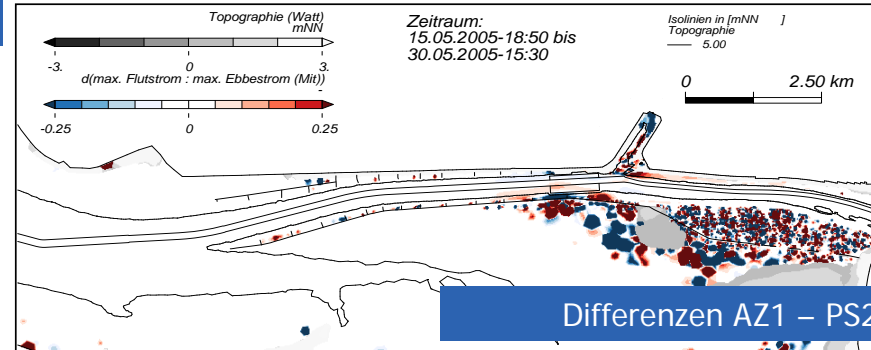 Topographie (Watt)
mNN
-3. 0 3.
d(max. Flutstrom : max. Ebbestrom (Mit))
-
-0.25 0 0.25
Zeitraum:
15.05.2005-18:50 bis
30.05.2005-15:30
Isolinien in [mNN ]
Topographie
5.00
0 2.50 km
Differenzen AZ1 – PS2